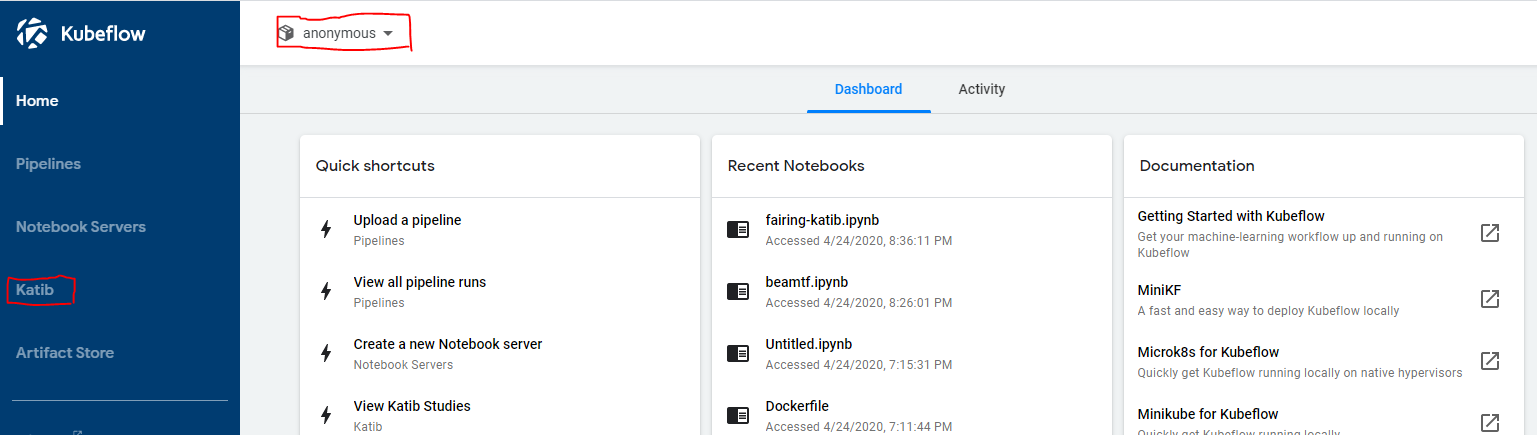 Kubeflow
anonymous
Home
Pipelines
Notebook Servers
Katib
Artifact Store
Dashboard
Activity
Quick shortcuts
Upload a pipeline
Pipelines
View all pipeline runs
Pipelines
Create a new Notebook server
Notebook Servers
View Katib Studies
Katib
Recent Notebooks
fairing-katib.ipynb
Accessed 4/24/2020, 8:36:11 PM
beamtf.ipynb
Accessed 4/24/2020, 8:26:01 PM
Untitled.ipynb
Accessed 4/24/2020, 7:15:31 PM
Dockerfile
Accessed 4/24/2020, 7:11:44 PM
Documentation
Getting Started with Kubeflow
Get your machine-learning workflow up and running on
Kubeflow
MiniKF
A fast and easy way to deploy Kubeflow locally
Microk8s for Kubeflow
Quickly get Kubeflow running locally on native hypervisors
Minikube for Kubeflow
Quickly get Kubeflow running locally